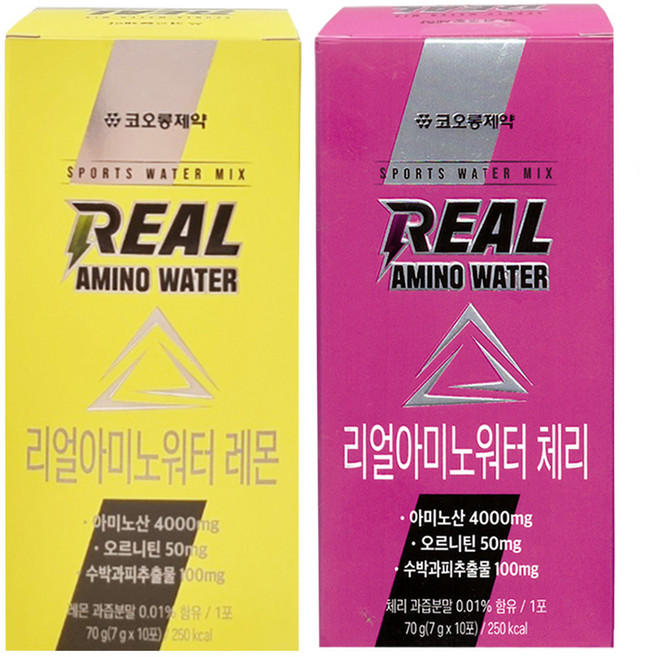 코오롱제약
SPORTS WATER MIX
REAL
AMINO WATER
리얼아미노워터 레몬
· 아미노산 4000mg
· 오르니틴 50mg
· 수박과피추출물 100mg
레몬 과즙분말 0.01% 함유 / 1포
70 g(7 g x 10포) / 250 kcal
코오롱제약
SPORTS WATER MIX
REAL
AMINO WATER
리얼아미노워터 체리
· 아미노산 4000mg
· 오르니틴 50mg
· 수박과피추출물 100mg
체리 과즙분말 0.01% 함유 / 1포
70 g(7 g x 10포) / 250 kcal